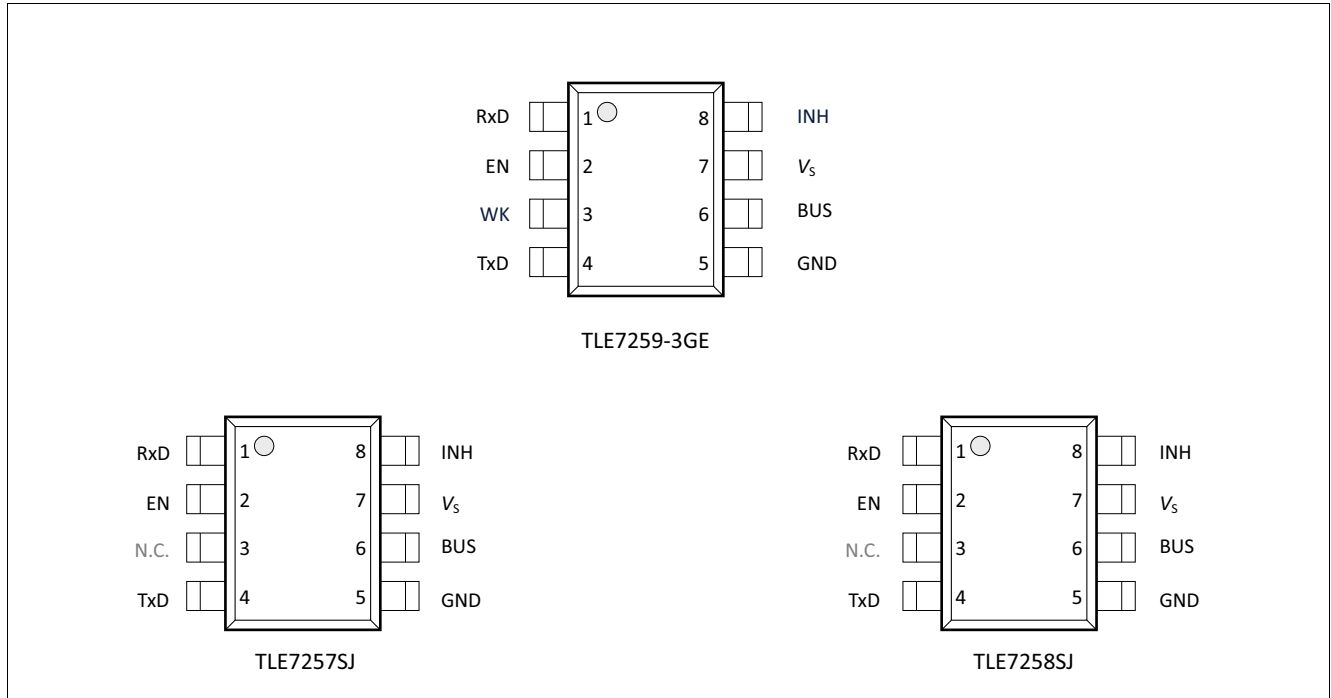 RxD 1 8 INH
EN 2 7 VS
WK 3 6 BUS
TxD 4 5 GND
TLE7259-3GE
RxD 1 8 INH
EN 2 7 VS
N.C. 3 6 BUS
TxD 4 5 GND
TLE7257SJ
RxD 1 8 INH
EN 2 7 VS
N.C. 3 6 BUS
TxD 4 5 GND
TLE7258SJ